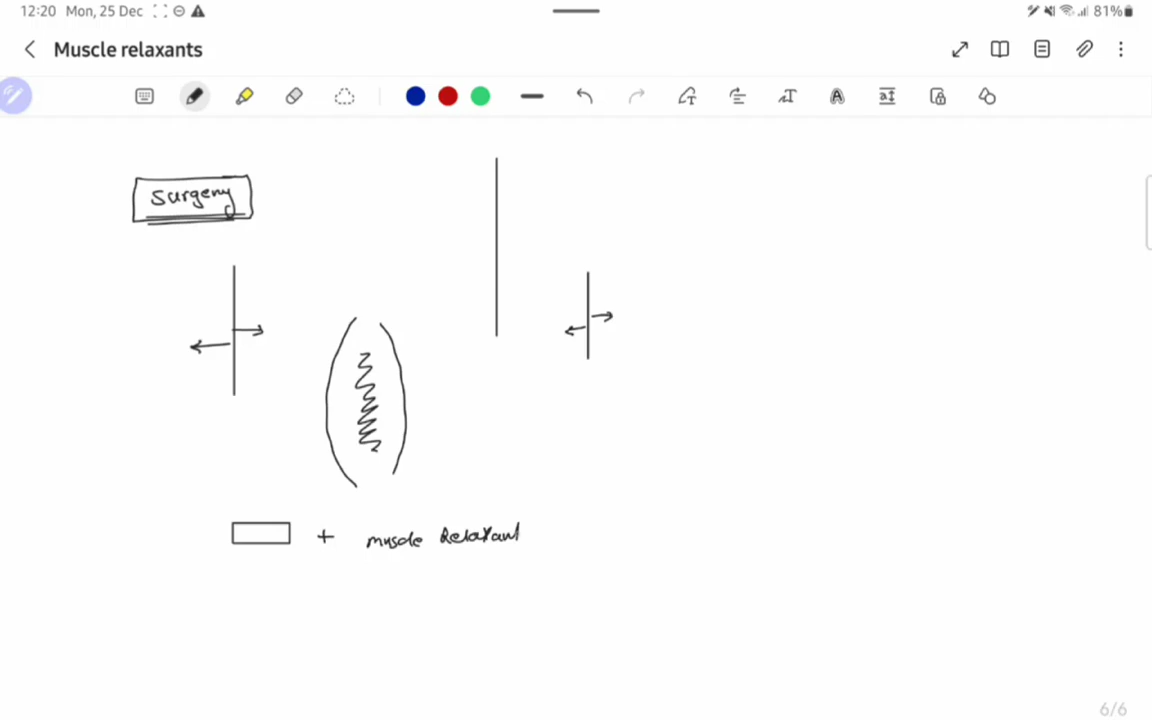 12:20 Mon, 25 Dec 81%
Muscle relaxants
Surgery
+ muscle Relaxant
6/6